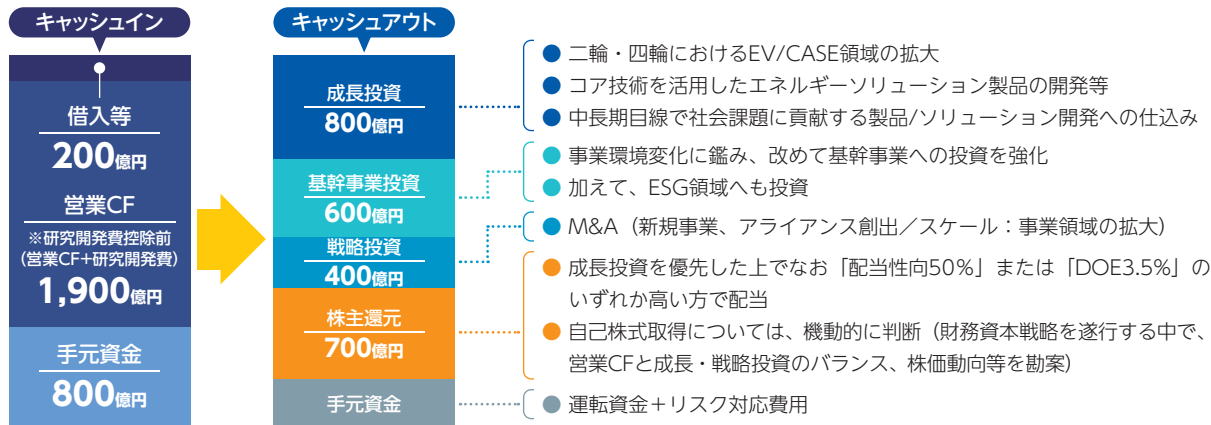 キャッシュイン
借入等
200億円
営業CF
※研究開発費控除前
(営業CF+研究開発費)
1,900億円
手元資金
800億円
キャッシュアウト
成長投資
800億円
基幹事業投資
600億円
戦略投資
400億円
株主還元
700億円
手元資金
● 二輪・四輪におけるEV/CASE領域の拡大
● コア技術を活用したエネルギーソリューション製品の開発等
● 中長期目線で社会課題に貢献する製品/ソリューション開発への仕込み
● 事業環境変化に鑑み、改めて基幹事業への投資を強化
● 加えて、ESG領域へも投資
● M&A（新規事業、アライアンス創出／スケール：事業領域の拡大）
● 成長投資を優先した上でなお「配当性向50％」または「DOE3.5％」の
いずれか高い方で配当
● 自己株式取得については、機動的に判断（財務資本戦略を遂行する中で、
営業CFと成長・戦略投資のバランス、株価動向等を勘案）
● 運転資金＋リスク対応費用